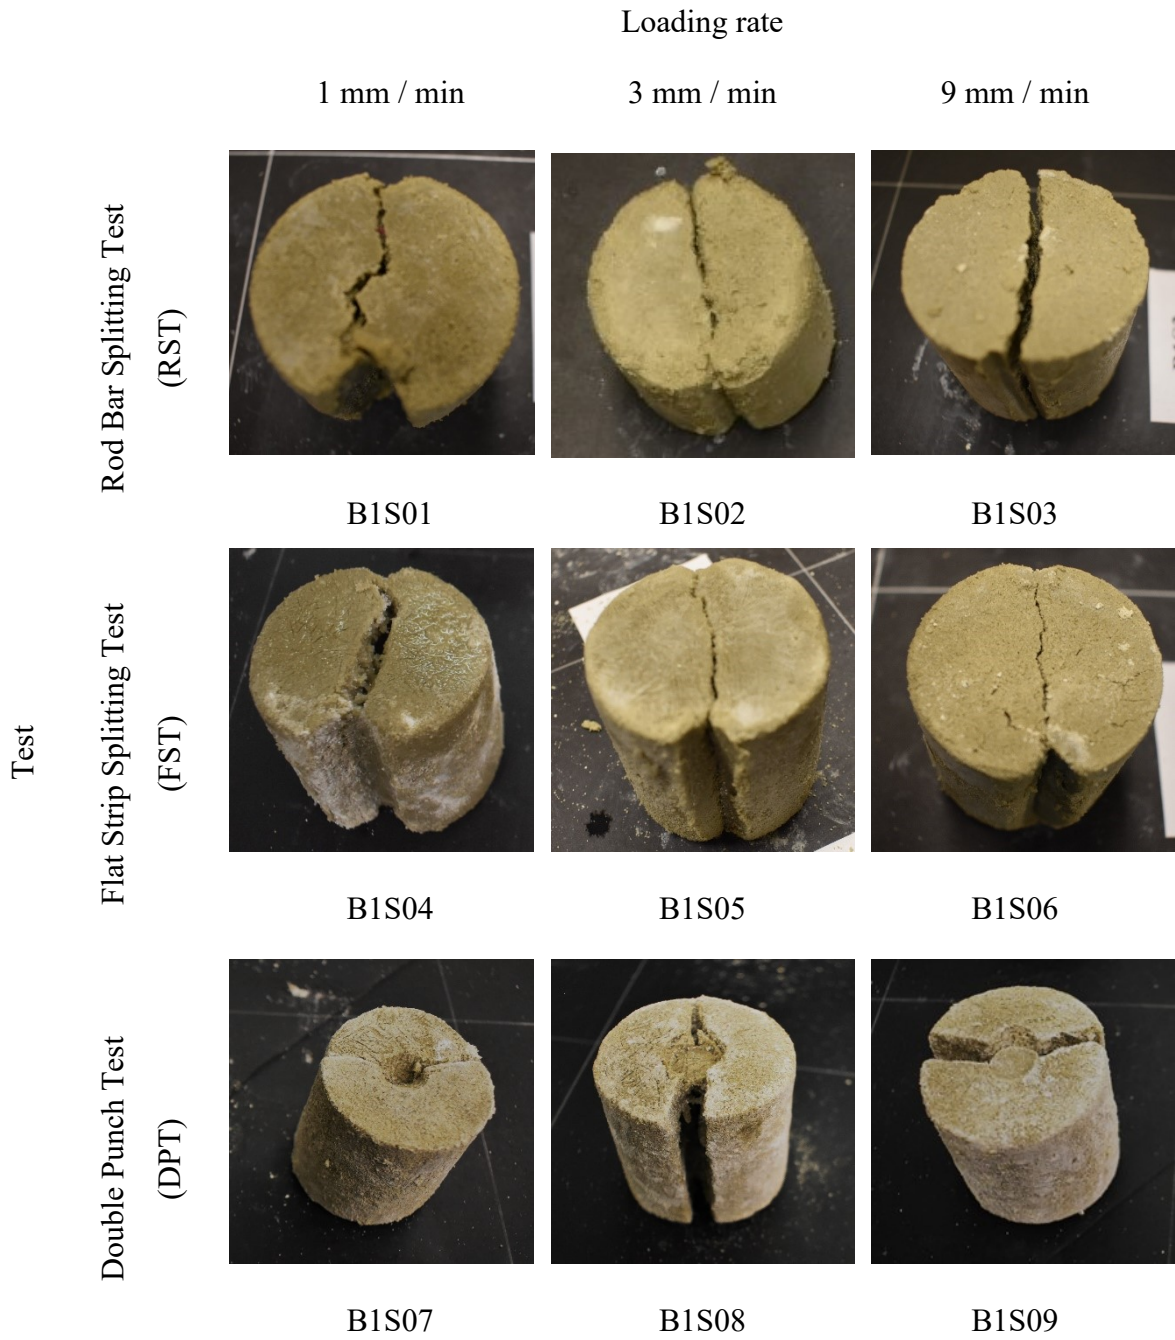 Loading rate
1 mm / min
3 mm / min
9 mm / min
Test
Rod Bar Splitting Test
(RST)
B1S01
B1S02
B1S03
Flat Strip Splitting Test
(FST)
B1S04
B1S05
B1S06
Double Punch Test
(DPT)
B1S07
B1S08
B1S09